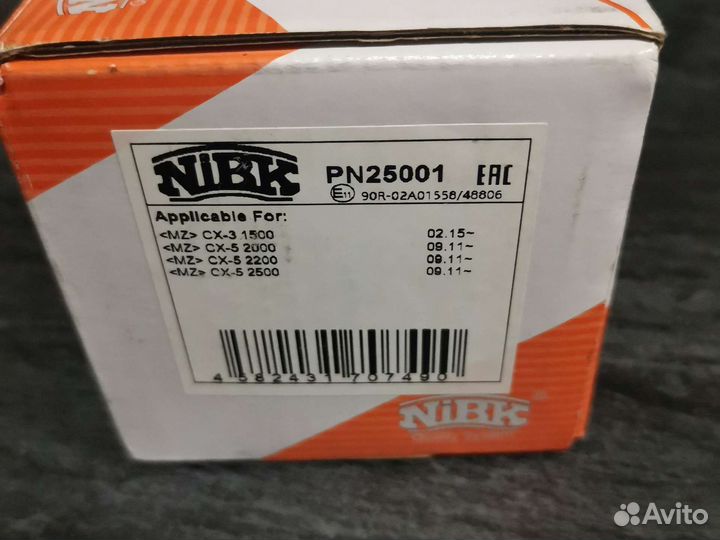 NiBK PN25001 EAC
E11 90R-02A01558/48806
Applicable For:
<MZ> CX-3 1500 02.15~
<MZ> CX-5 2000 09.11~
<MZ> CX-5 2200 09.11~
<MZ> CX-5 2500 09.11~
4 582431 707490
NiBK
Avito